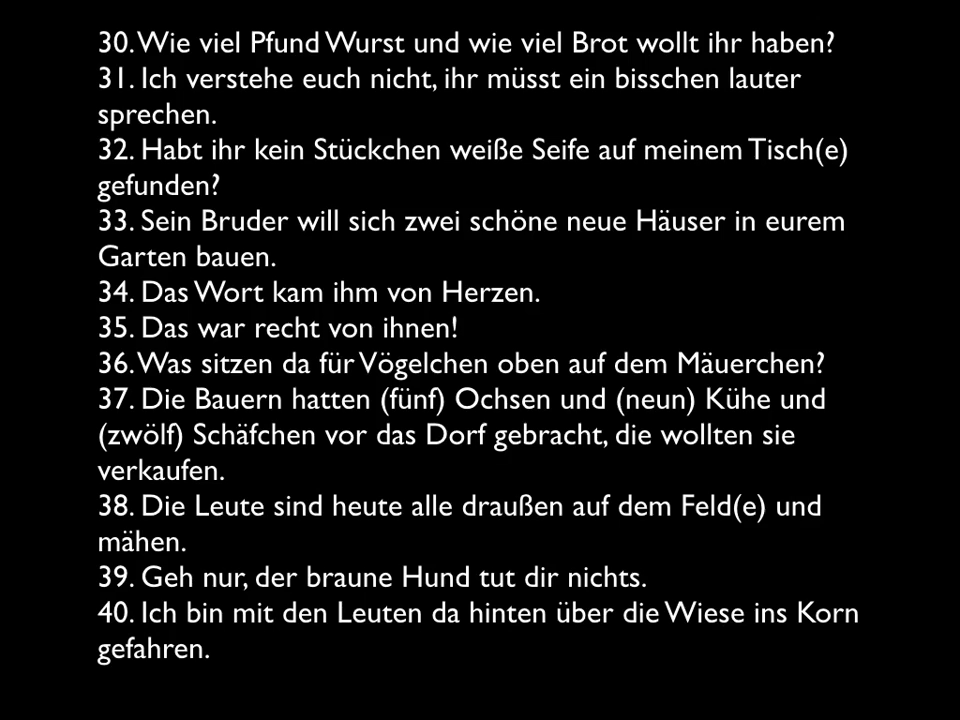 30. Wie viel Pfund Wurst und wie viel Brot wollt ihr haben?
31. Ich verstehe euch nicht, ihr müsst ein bisschen lauter
sprechen.
32. Habt ihr kein Stückchen weiße Seife auf meinem Tisch(e)
gefunden?
33. Sein Bruder will sich zwei schöne neue Häuser in eurem
Garten bauen.
34. Das Wort kam ihm von Herzen.
35. Das war recht von ihnen!
36. Was sitzen da für Vögelchen oben auf dem Mäuerchen?
37. Die Bauern hatten (fünf) Ochsen und (neun) Kühe und
(zwölf) Schäfchen vor das Dorf gebracht, die wollten sie
verkaufen.
38. Die Leute sind heute alle draußen auf dem Feld(e) und
mähen.
39. Geh nur, der braune Hund tut dir nichts.
40. Ich bin mit den Leuten da hinten über die Wiese ins Korn
gefahren.